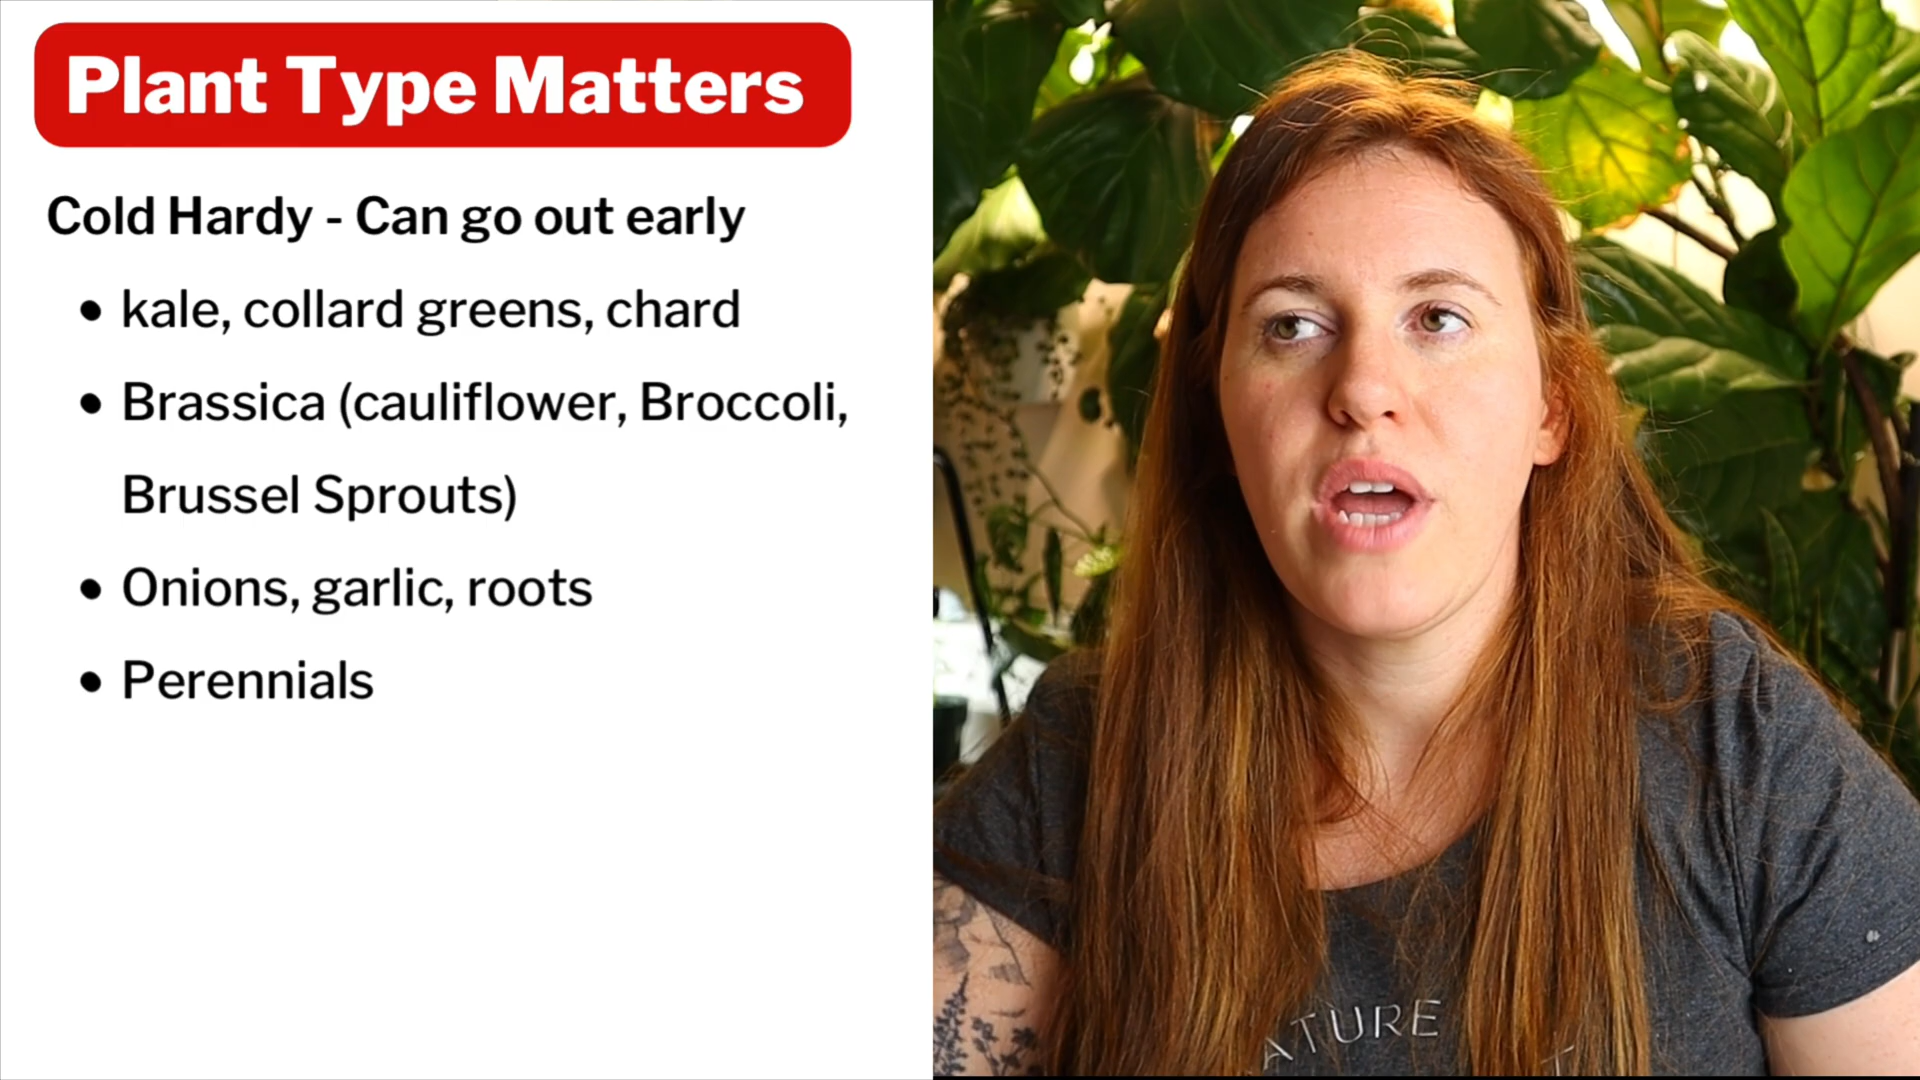 Plant Type Matters
Cold Hardy - Can go out early
• kale, collard greens, chard
• Brassica (cauliflower, Broccoli,
Brussel Sprouts)
• Onions, garlic, roots
• Perennials
ATURE